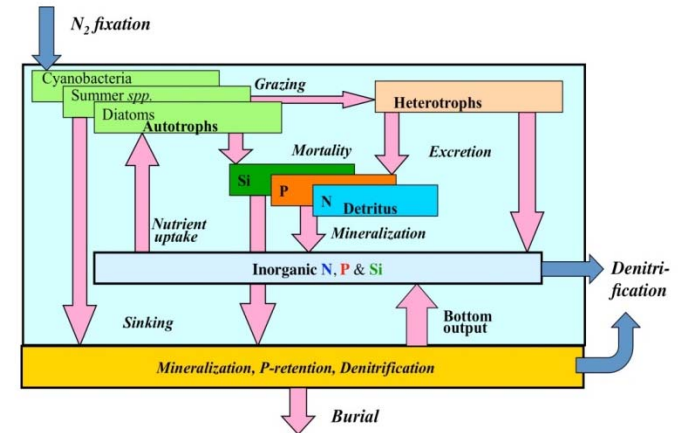 N2 fixation
Cyanobacteria
Summer spp.
Diatoms
Autotrophs
Grazing
Heterotrophs
Mortality
Excretion
Si
P
N
Detritus
Nutrient
uptake
Mineralization
Inorganic N, P & Si
Denitri-
fication
Sinking
Bottom
output
Mineralization, P-retention, Denitrification
Burial